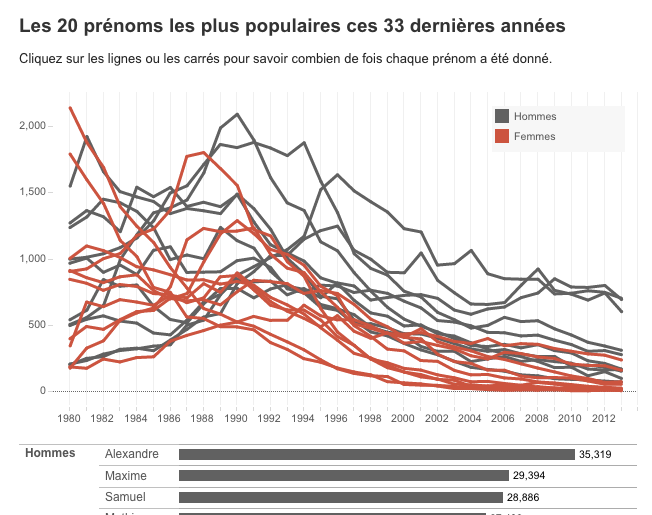 Les 20 prénoms les plus populaires ces 33 dernières années
Cliquez sur les lignes ou les carrés pour savoir combien de fois chaque prénom a été donné.
Hommes
Femmes
2,000
1,500
1,000
500
0
1980 1982 1984 1986 1988 1990 1992 1994 1996 1998 2000 2002 2004 2006 2008 2010 2012
Hommes Alexandre 35,319
Maxime 29,394
Samuel 28,886